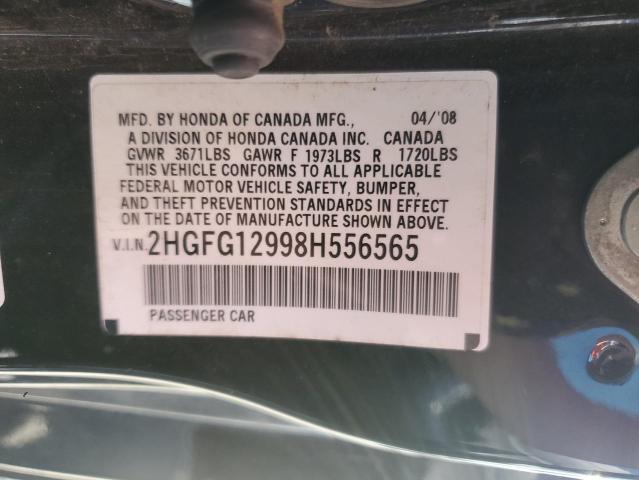 MFD. BY HONDA OF CANADA MFG., 04/'08
A DIVISION OF HONDA CANADA INC. CANADA
GVWR 3671LBS GAWR F 1973LBS R 1720LBS
THIS VEHICLE CONFORMS TO ALL APPLICABLE
FEDERAL MOTOR VEHICLE SAFETY, BUMPER,
AND THEFT PREVENTION STANDARDS IN EFFECT
ON THE DATE OF MANUFACTURE SHOWN ABOVE.
V.I.N. 2HGFG12998H556565
PASSENGER CAR